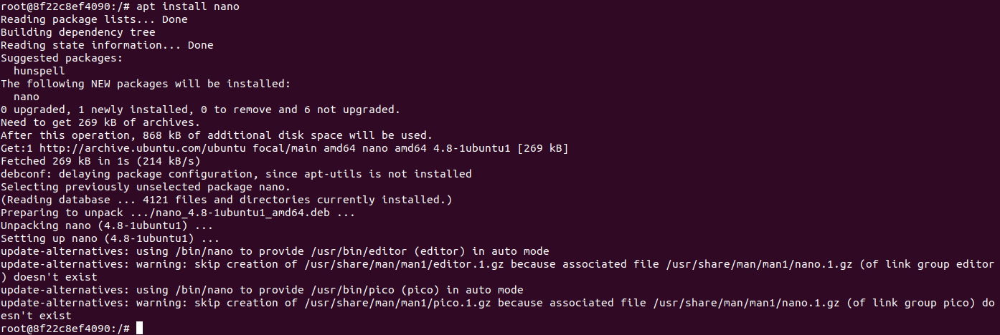 root@8f22c8ef4090:/# apt install nano
Reading package lists... Done
Building dependency tree
Reading state information... Done
Suggested packages:
  hunspell
The following NEW packages will be installed:
  nano
0 upgraded, 1 newly installed, 0 to remove and 6 not upgraded.
Need to get 269 kB of archives.
After this operation, 868 kB of additional disk space will be used.
Get:1 http://archive.ubuntu.com/ubuntu focal/main amd64 nano amd64 4.8-1ubuntu1 [269 kB]
Fetched 269 kB in 1s (214 kB/s)
debconf: delaying package configuration, since apt-utils is not installed
Selecting previously unselected package nano.
(Reading database ... 4121 files and directories currently installed.)
Preparing to unpack .../nano_4.8-1ubuntu1_amd64.deb ...
Unpacking nano (4.8-1ubuntu1) ...
Setting up nano (4.8-1ubuntu1) ...
update-alternatives: using /bin/nano to provide /usr/bin/editor (editor) in auto mode
update-alternatives: warning: skip creation of /usr/share/man/man1/editor.1.gz because associated file /usr/share/man/man1/nano.1.gz (of link group editor
) doesn't exist
update-alternatives: using /bin/nano to provide /usr/bin/pico (pico) in auto mode
update-alternatives: warning: skip creation of /usr/share/man/man1/pico.1.gz because associated file /usr/share/man/man1/nano.1.gz (of link group pico) do
esn't exist
root@8f22c8ef4090:/#